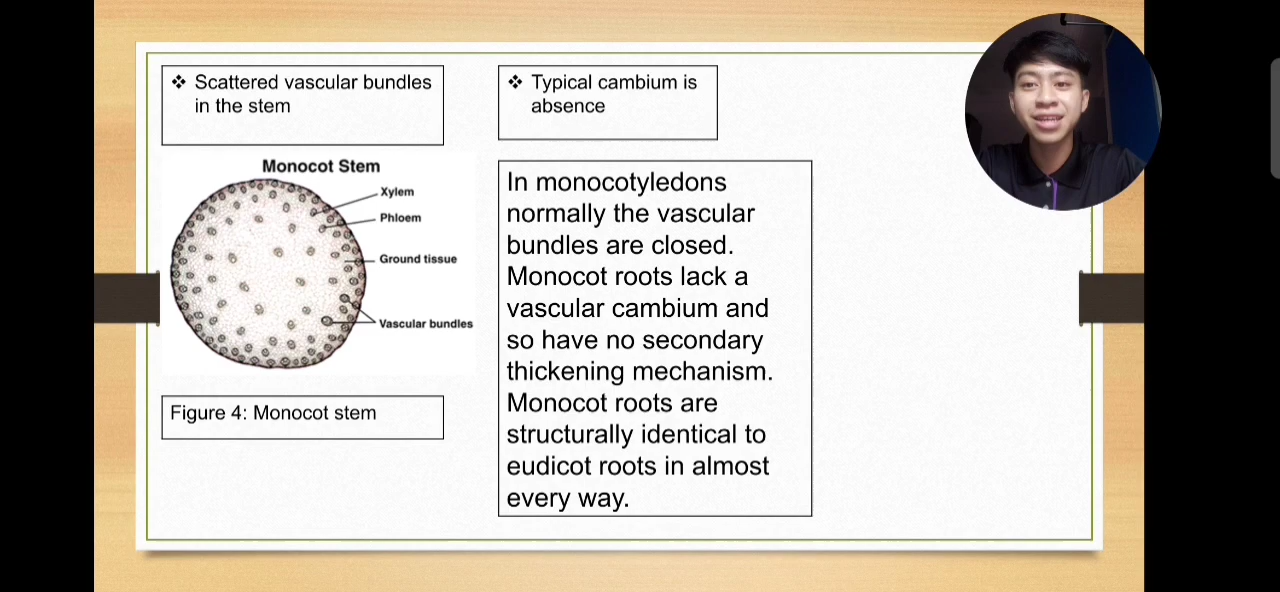 ❖ Scattered vascular bundles
in the stem
Monocot Stem
Xylem
Phloem
Ground tissue
Vascular bundles
Figure 4: Monocot stem
❖ Typical cambium is
absence
In monocotyledons
normally the vascular
bundles are closed.
Monocot roots lack a
vascular cambium and
so have no secondary
thickening mechanism.
Monocot roots are
structurally identical to
eudicot roots in almost
every way.